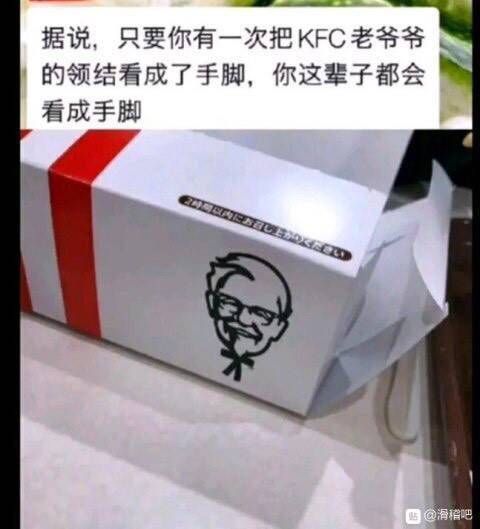 据说，只要你有一次把KFC老爷爷
的领结看成了手脚，你这辈子都会
看成手脚
2時間以内にお召し上がりください
贴 @滑稽吧